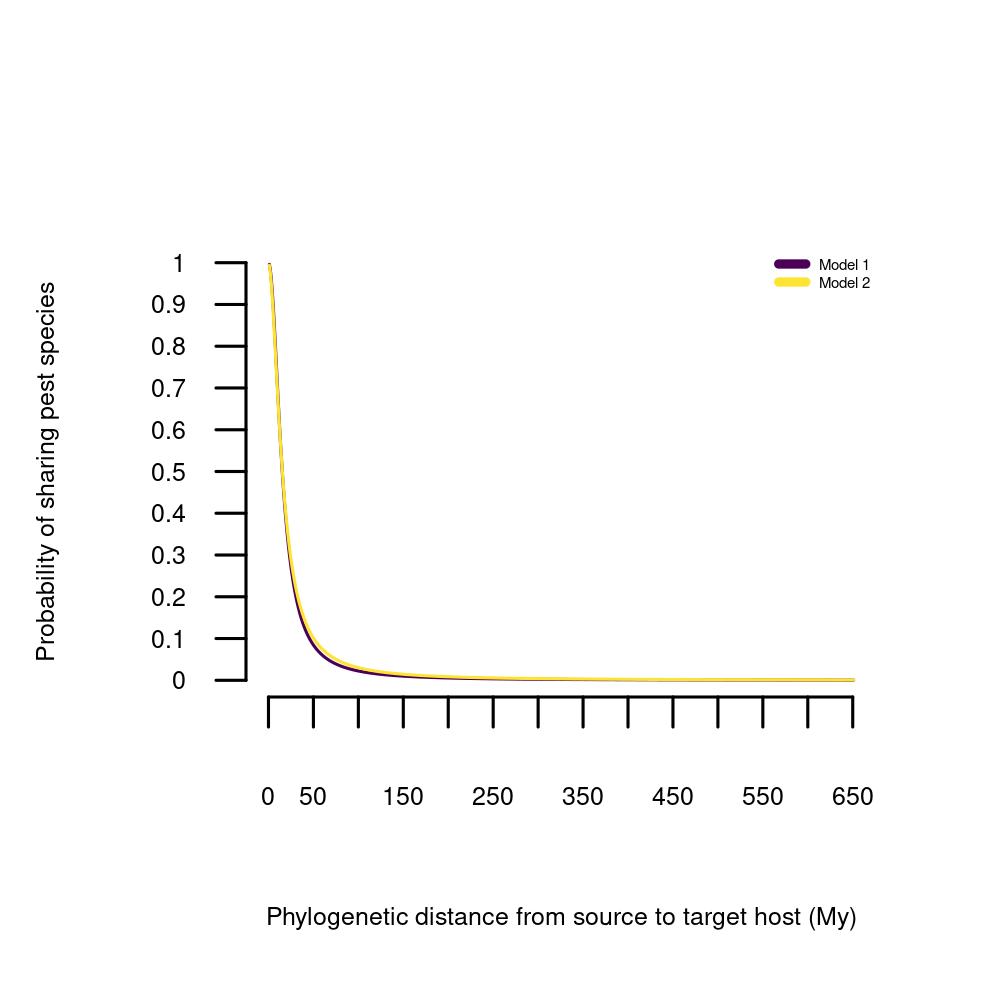 Probability of sharing pest species
1
0.9
0.8
0.7
0.6
0.5
0.4
0.3
0.2
0.1
0
Model 1
Model 2
0 50 150 250 350 450 550 650
Phylogenetic distance from source to target host (My)